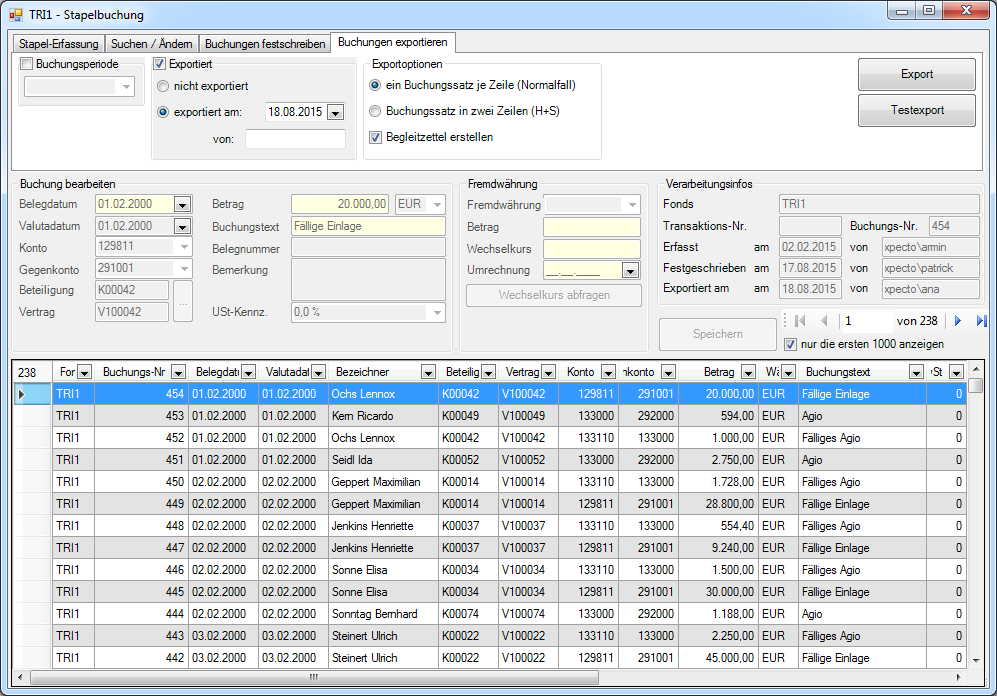 TRI1 - Stapelbuchung
Stapel-Erfassung Suchen / Ändern Buchungen festschreiben Buchungen exportieren
Buchungsperiode Exportiert Exportoptionen
nicht exportiert ein Buchungssatz je Zeile (Normalfall) Export
exportiert am: 18.08.2015 Buchungssatz in zwei Zeilen (H+S) Testexport
von: Begleitzettel erstellen
Buchung bearbeiten Fremdwährung Verarbeitungsinfos
Belegdatum 01.02.2000 Betrag 20.000,00 EUR Fremdwährung Fonds TRI1
Valutadatum 01.02.2000 Buchungstext Fällige Einlage Betrag Transaktions-Nr. Buchungs-Nr. 454
Konto 129811 Belegnummer Wechselkurs Erfasst am 02.02.2015 von xpecto\armin
Gegenkonto 291001 Bemerkung Umrechnung __.__.____ Festgeschrieben am 17.08.2015 von xpecto\patrick
Beteiligung K00042 Wechselkurs abfragen Exportiert am am 18.08.2015 von xpecto\ana
Vertrag V100042 ... USt-Kennz. 0,0 % Speichern 1 von 238
nur die ersten 1000 anzeigen
238 For Buchungs-Nr Belegdatu Valutadat Bezeichner Beteilig Vertrag Konto nkonto Betrag Wä Buchungstext St
TRI1 454 01.02.2000 01.02.2000 Ochs Lennox K00042 V100042 129811 291001 20.000,00 EUR Fällige Einlage 0
TRI1 453 01.02.2000 01.02.2000 Kern Ricardo K00049 V100049 133000 292000 594,00 EUR Agio 0
TRI1 452 01.02.2000 01.02.2000 Ochs Lennox K00042 V100042 133110 133000 1.000,00 EUR Fälliges Agio 0
TRI1 451 01.02.2000 01.02.2000 Seidl Ida K00052 V100052 133000 292000 2.750,00 EUR Agio 0
TRI1 450 02.02.2000 02.02.2000 Geppert Maximilian K00014 V100014 133110 133000 1.728,00 EUR Fälliges Agio 0
TRI1 449 02.02.2000 02.02.2000 Geppert Maximilian K00014 V100014 129811 291001 28.800,00 EUR Fällige Einlage 0
TRI1 448 02.02.2000 02.02.2000 Jenkins Henriette K00037 V100037 133110 133000 554,40 EUR Fälliges Agio 0
TRI1 447 02.02.2000 02.02.2000 Jenkins Henriette K00037 V100037 129811 291001 9.240,00 EUR Fällige Einlage 0
TRI1 446 02.02.2000 02.02.2000 Sonne Elisa K00034 V100034 133110 133000 1.500,00 EUR Fälliges Agio 0
TRI1 445 02.02.2000 02.02.2000 Sonne Elisa K00034 V100034 129811 291001 30.000,00 EUR Fällige Einlage 0
TRI1 444 02.02.2000 02.02.2000 Sonntag Bernhard K00074 V100074 133000 292000 1.188,00 EUR Agio 0
TRI1 443 03.02.2000 03.02.2000 Steinert Ulrich K00022 V100022 133110 133000 2.250,00 EUR Fälliges Agio 0
TRI1 442 03.02.2000 03.02.2000 Steinert Ulrich K00022 V100022 129811 291001 45.000,00 EUR Fällige Einlage 0